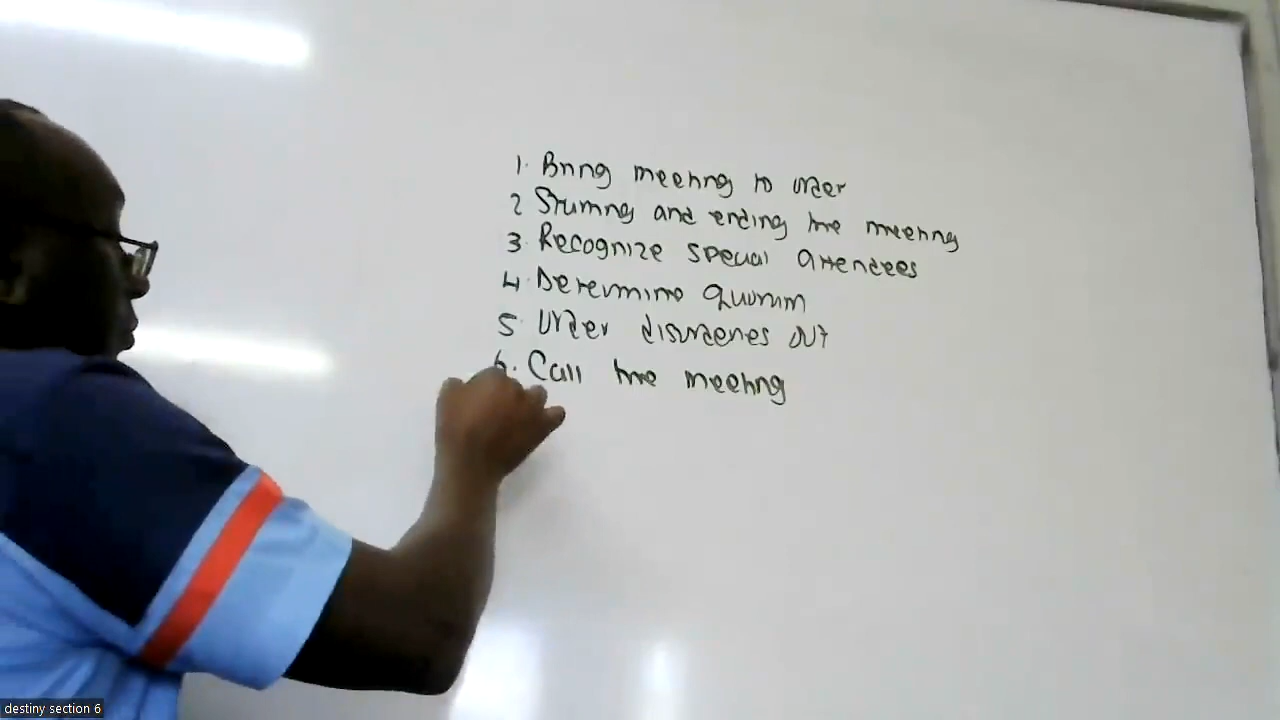 1. Bring meeting to order
2 Starting and ending the meeting
3. Recognize special attendees
4. Determine quorum
5. Order disorderies out
6. Call the meeting
destiny section 6